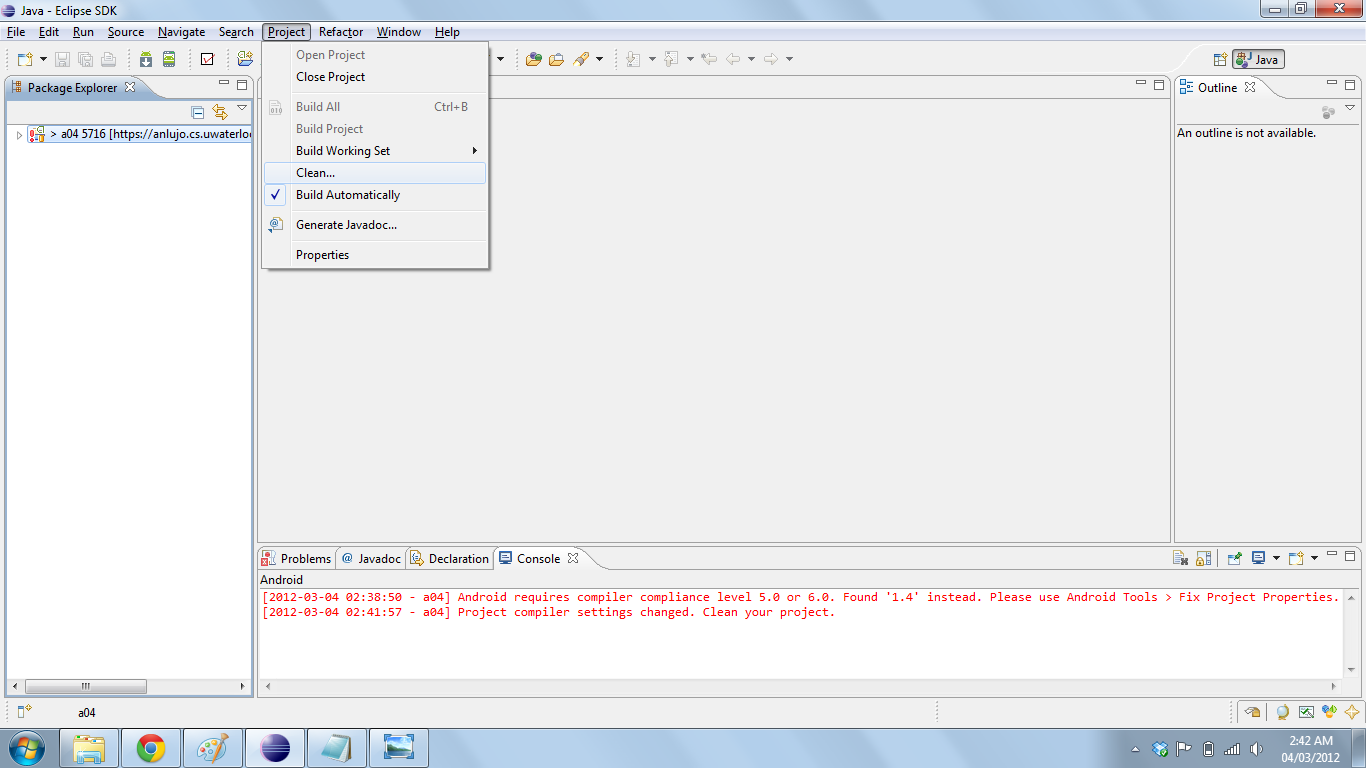 Java - Eclipse SDK
File Edit Run Source Navigate Search Project Refactor Window Help
Open Project
Close Project
Build All Ctrl+B
Build Project
Build Working Set
Clean...
Build Automatically
Generate Javadoc...
Properties
Java
Package Explorer
> a04 5716 [https://anlujo.cs.uwaterloo
Outline
An outline is not available.
Problems Javadoc Declaration Console
Android
[2012-03-04 02:38:50 - a04] Android requires compiler compliance level 5.0 or 6.0. Found '1.4' instead. Please use Android Tools > Fix Project Properties.
[2012-03-04 02:41:57 - a04] Project compiler settings changed. Clean your project.
a04
2:42 AM
04/03/2012